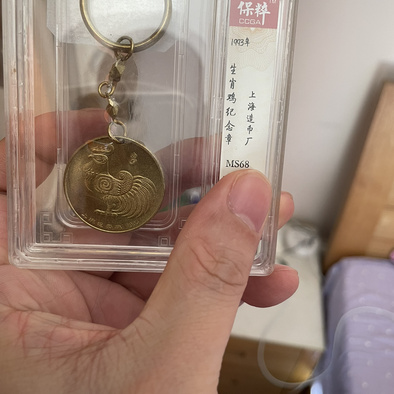 保粹
CCGA
1993年
生肖鸡纪念章
上海造币厂
MS68